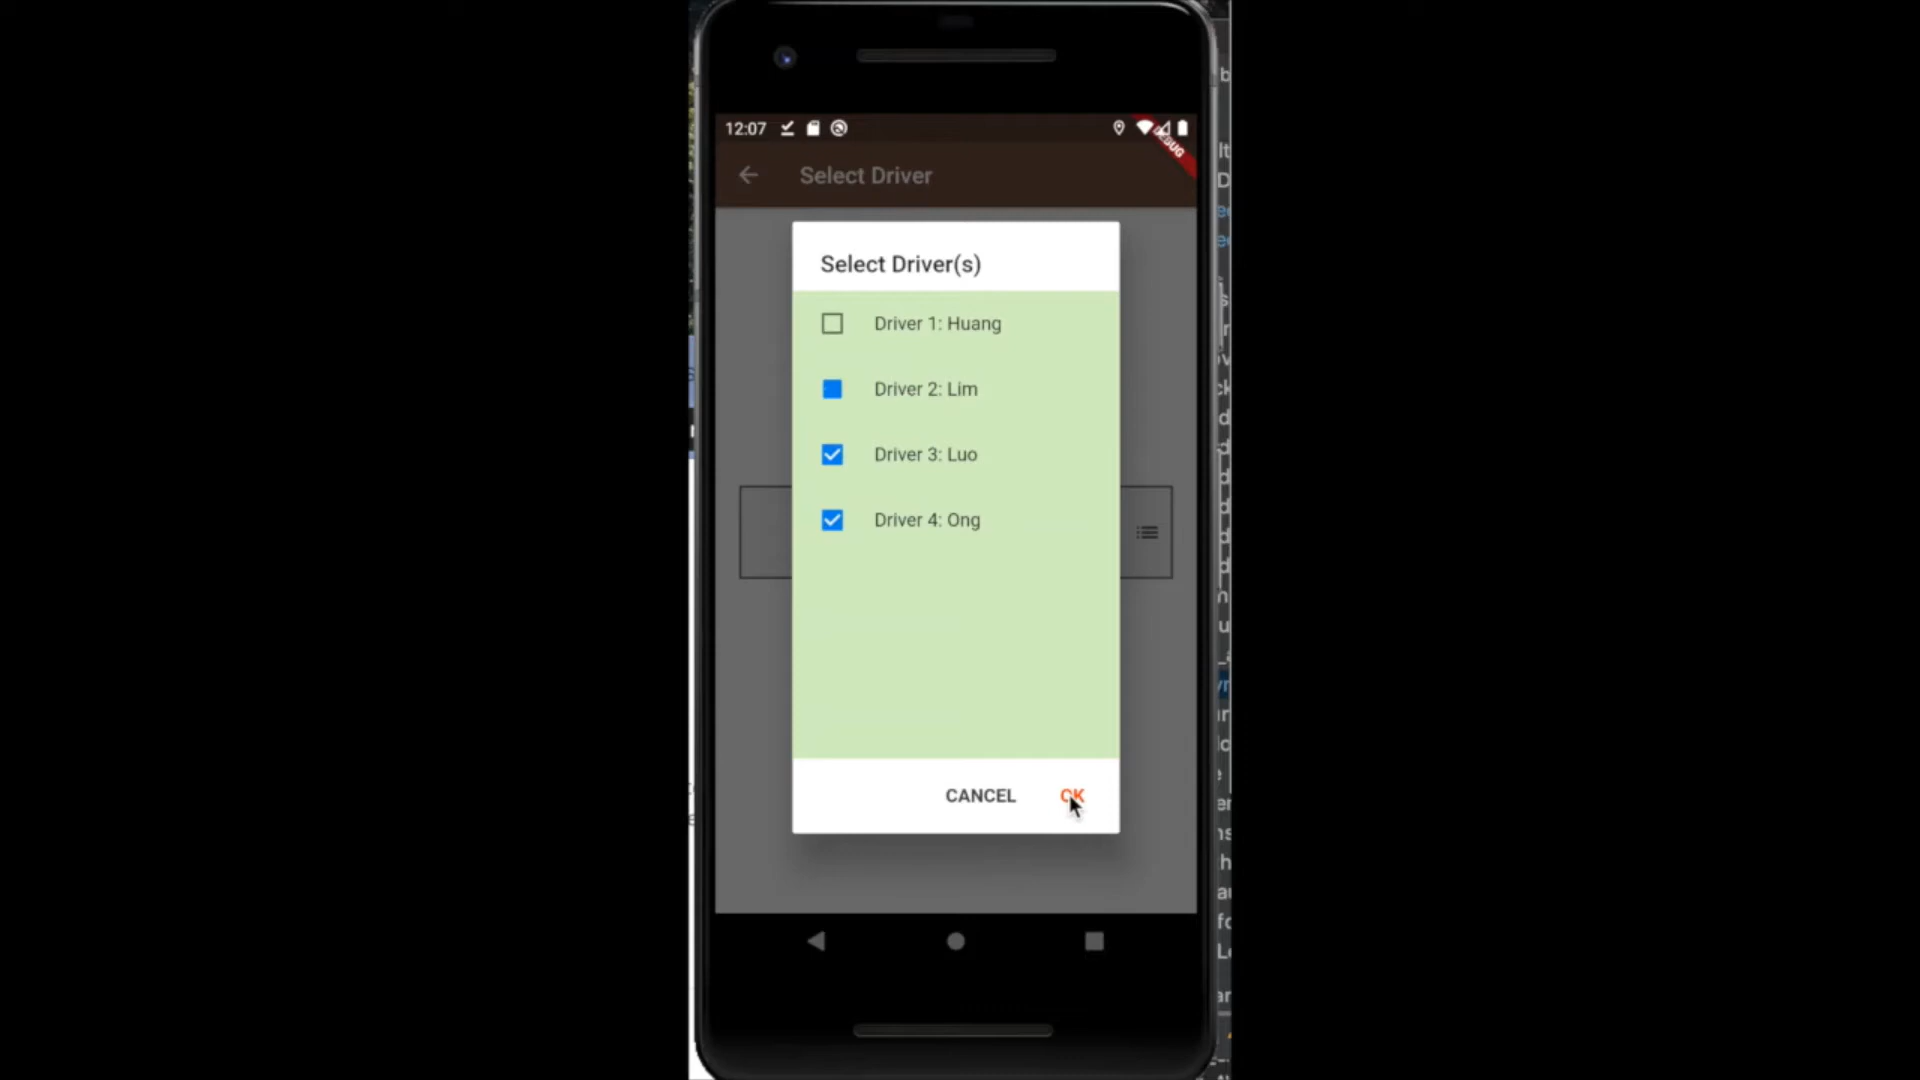 12:07
DEBUG
Select Driver
Select Driver(s)
Driver 1: Huang
Driver 2: Lim
Driver 3: Luo
Driver 4: Ong
CANCEL
OK